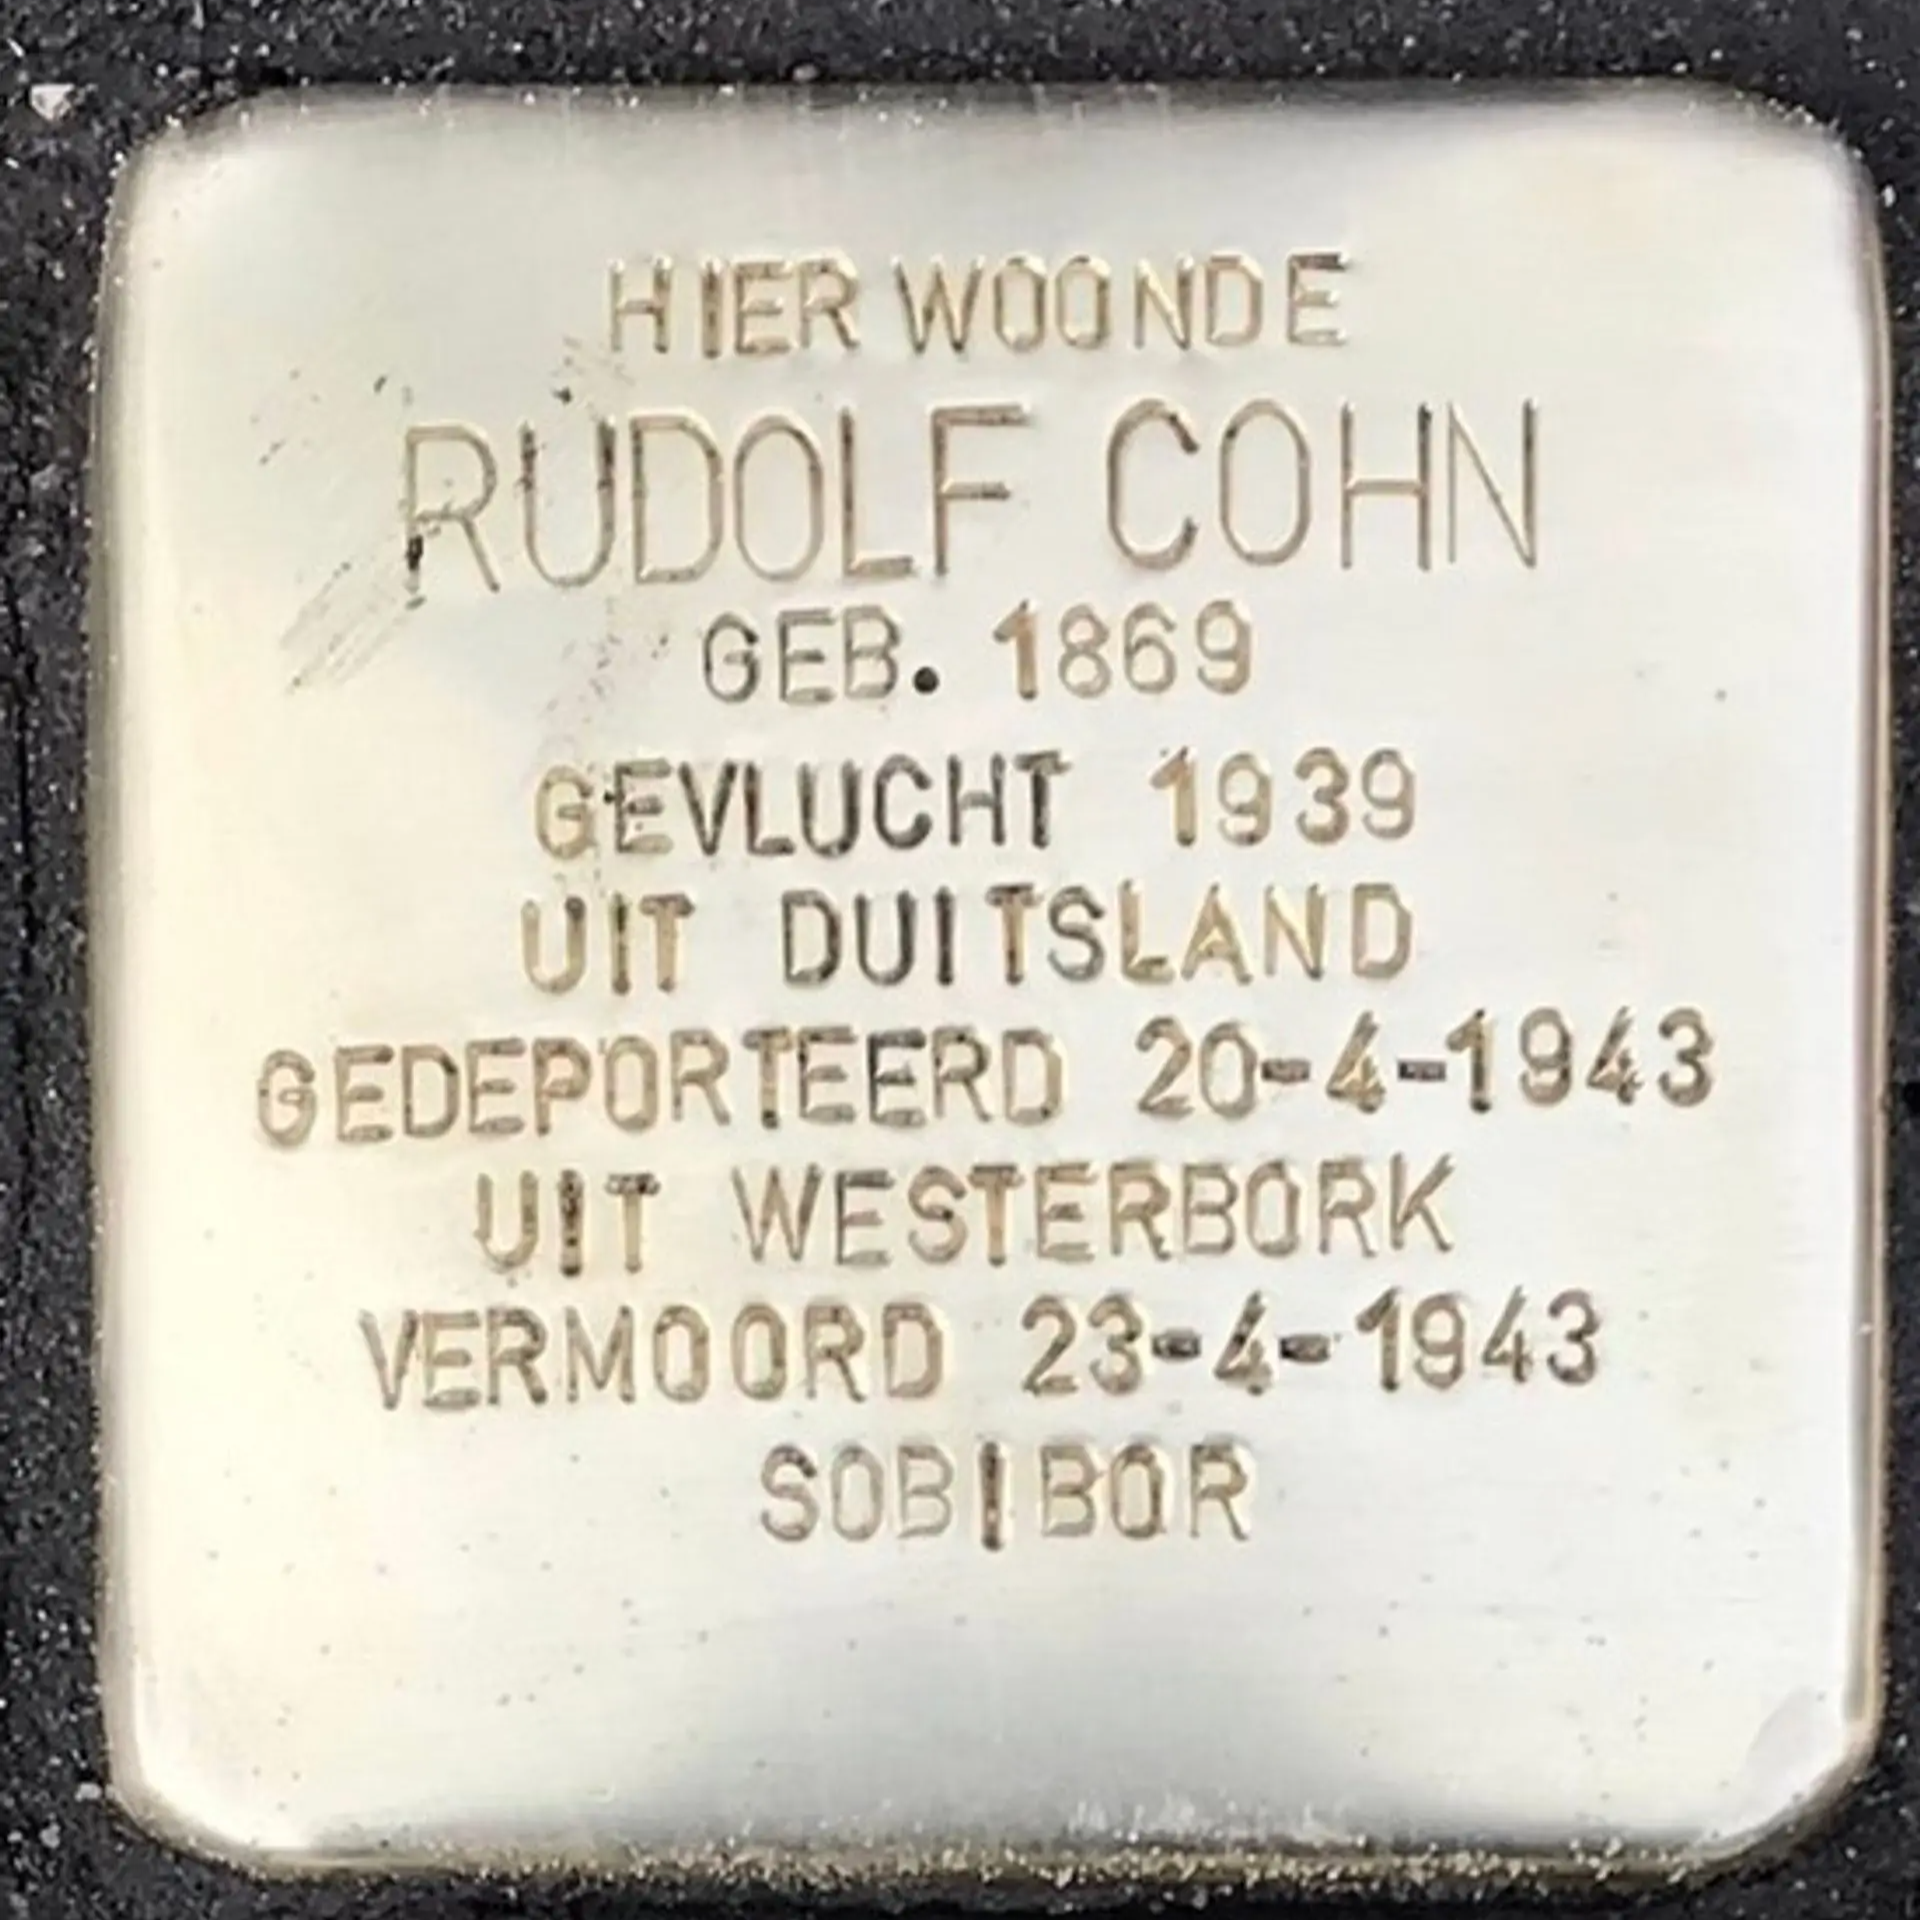 HIER WOONDE
RUDOLF COHN
GEB. 1869
GEVLUCHT 1939
UIT DUITSLAND
GEDEPORTEERD 20-4-1943
UIT WESTERBORK
VERMOORD 23-4-1943
SOBIBOR